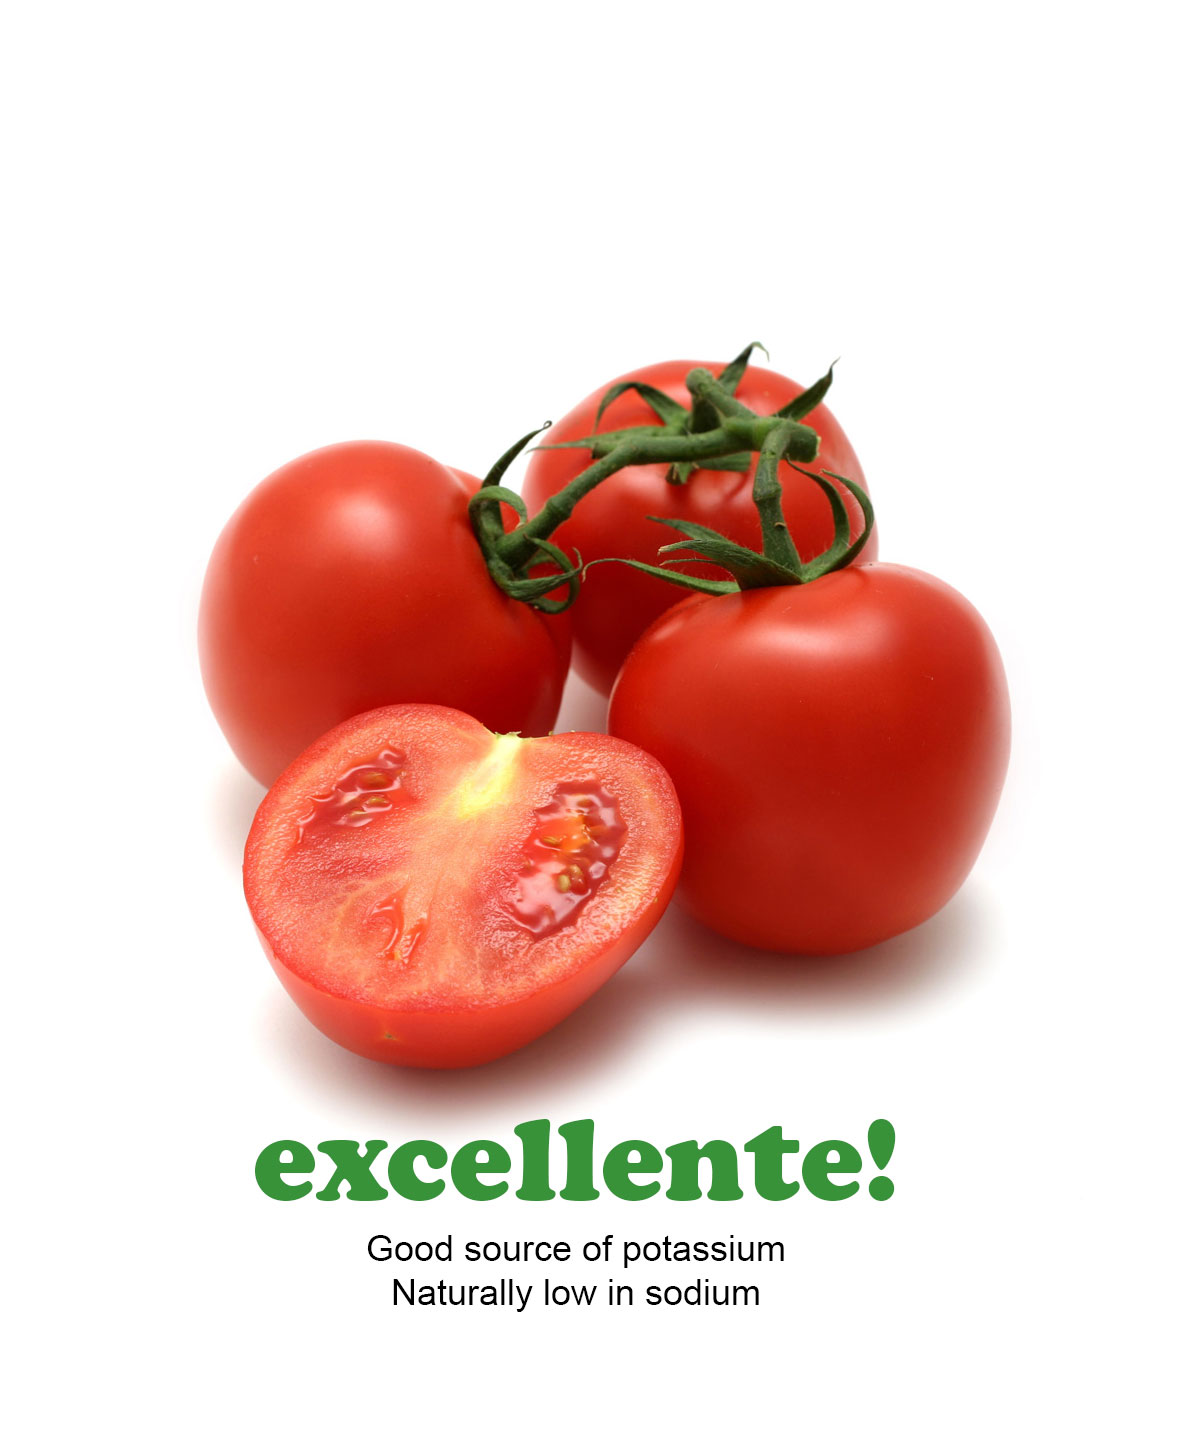 excellente!
Good source of potassium
Naturally low in sodium